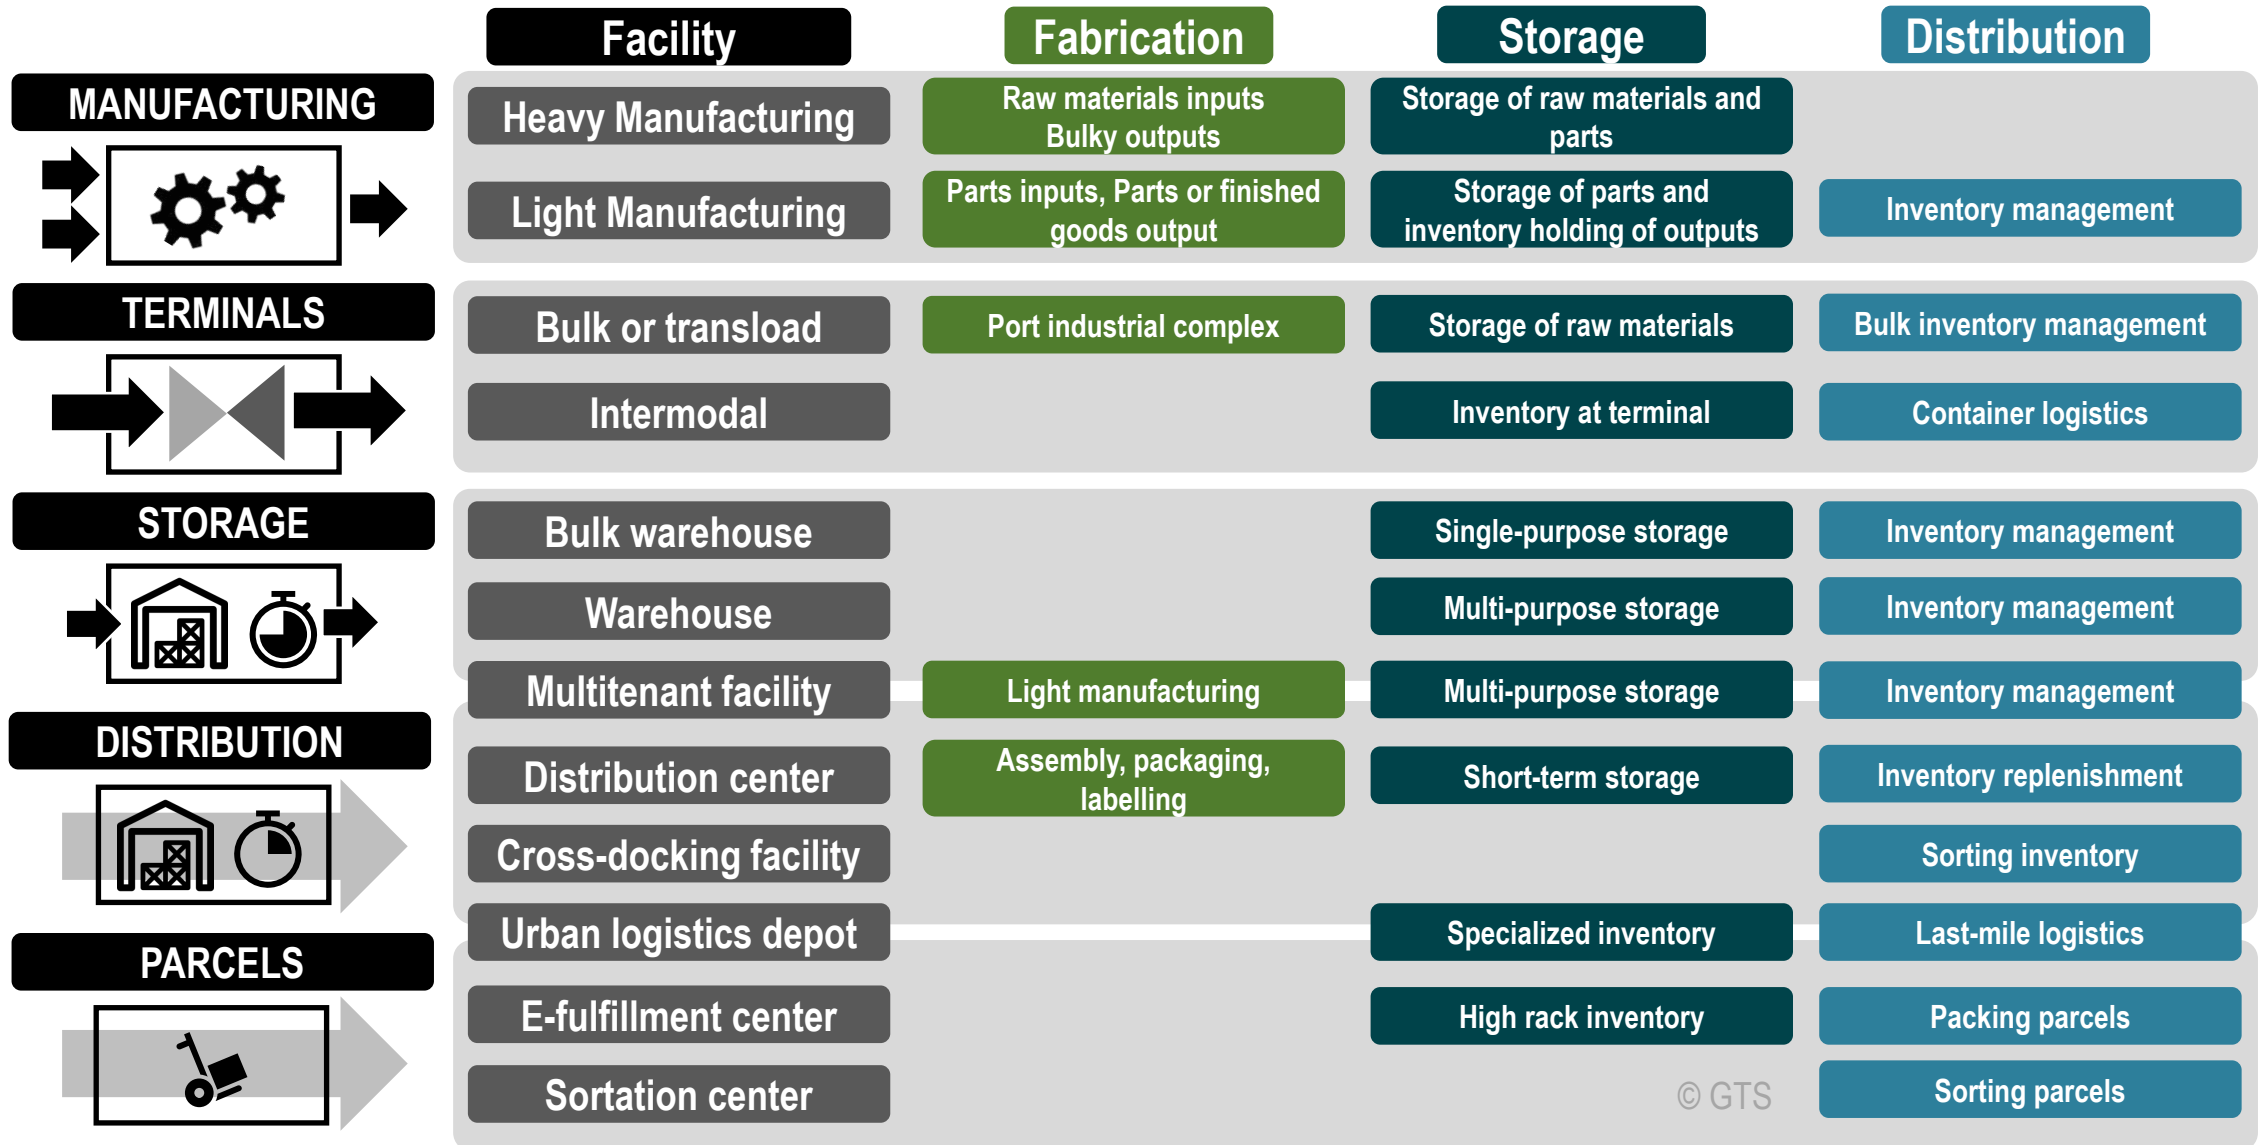 Facility
Fabrication
Storage
Distribution
MANUFACTURING
Heavy Manufacturing
Raw materials inputs
Bulky outputs
Storage of raw materials and
parts
Light Manufacturing
Parts inputs, Parts or finished
goods output
Storage of parts and
inventory holding of outputs
Inventory management
TERMINALS
Bulk or transload
Port industrial complex
Storage of raw materials
Bulk inventory management
Intermodal
Inventory at terminal
Container logistics
STORAGE
Bulk warehouse
Single-purpose storage
Inventory management
Warehouse
Multi-purpose storage
Inventory management
Multitenant facility
Light manufacturing
Multi-purpose storage
Inventory management
DISTRIBUTION
Distribution center
Assembly, packaging,
labelling
Short-term storage
Inventory replenishment
Cross-docking facility
Sorting inventory
Urban logistics depot
Specialized inventory
Last-mile logistics
PARCELS
E-fulfillment center
High rack inventory
Packing parcels
Sortation center
Sorting parcels
© GTS